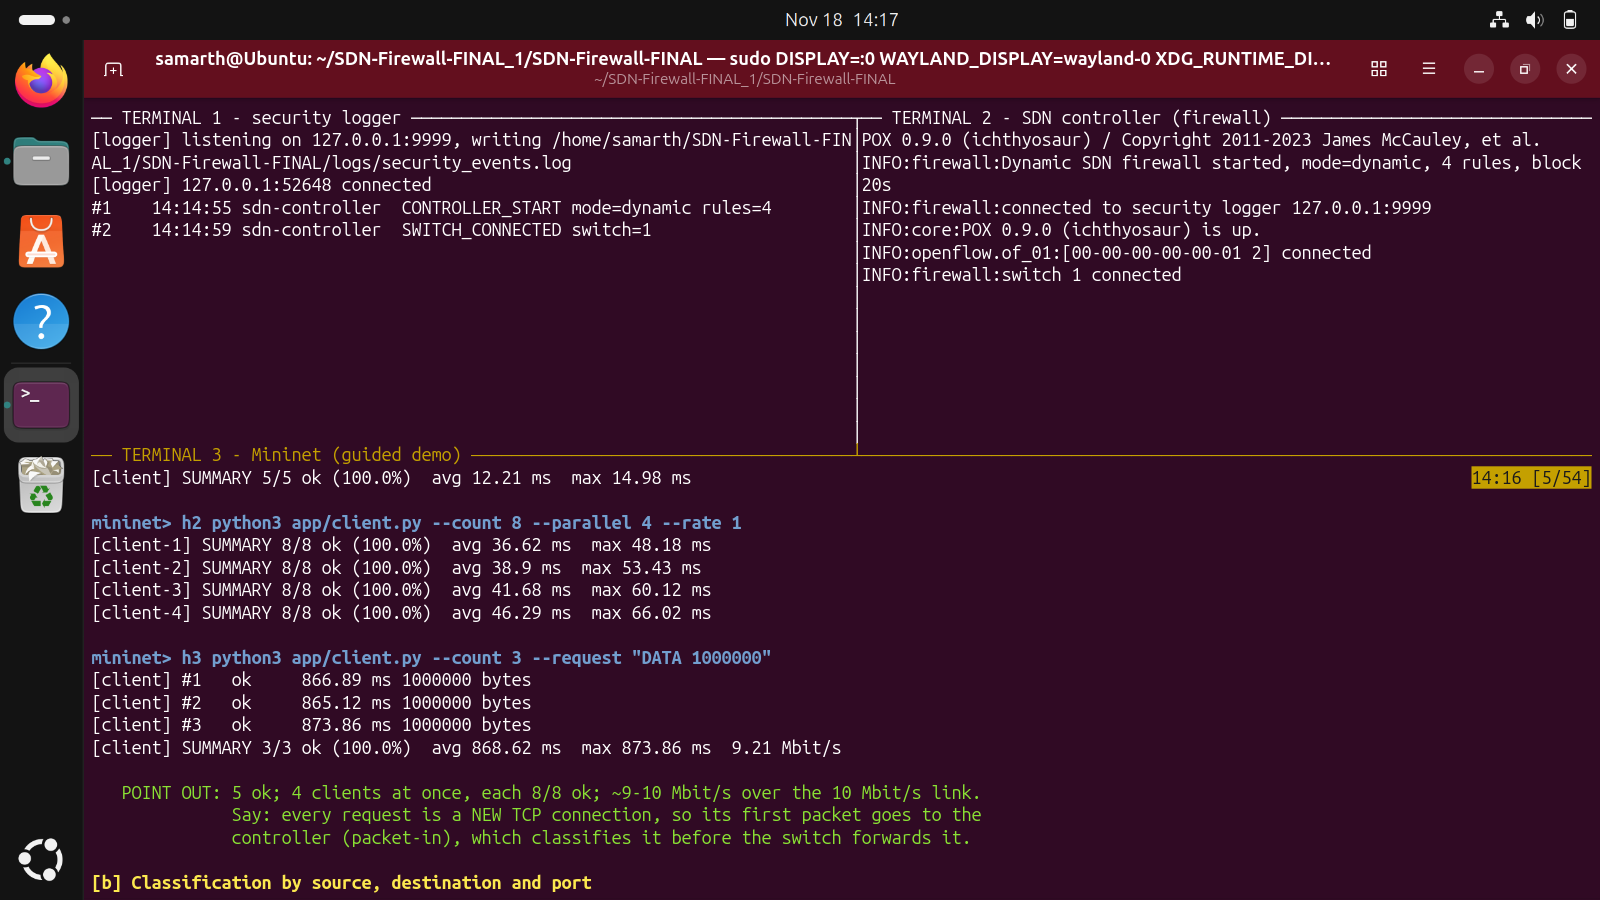 Nov 18 14:17
samarth@Ubuntu: ~/SDN-Firewall-FINAL_1/SDN-Firewall-FINAL — sudo DISPLAY=:0 WAYLAND_DISPLAY=wayland-0 XDG_RUNTIME_DI…
~/SDN-Firewall-FINAL_1/SDN-Firewall-FINAL
TERMINAL 1 - security logger
[logger] listening on 127.0.0.1:9999, writing /home/samarth/SDN-Firewall-FIN
AL_1/SDN-Firewall-FINAL/logs/security_events.log
[logger] 127.0.0.1:52648 connected
#1 14:14:55 sdn-controller CONTROLLER_START mode=dynamic rules=4
#2 14:14:59 sdn-controller SWITCH_CONNECTED switch=1
TERMINAL 2 - SDN controller (firewall)
POX 0.9.0 (ichthyosaur) / Copyright 2011-2023 James McCauley, et al.
INFO:firewall:Dynamic SDN firewall started, mode=dynamic, 4 rules, block
20s
INFO:firewall:connected to security logger 127.0.0.1:9999
INFO:core:POX 0.9.0 (ichthyosaur) is up.
INFO:openflow.of_01:[00-00-00-00-00-01 2] connected
INFO:firewall:switch 1 connected
TERMINAL 3 - Mininet (guided demo)
[client] SUMMARY 5/5 ok (100.0%) avg 12.21 ms max 14.98 ms
14:16 [5/54]
mininet> h2 python3 app/client.py --count 8 --parallel 4 --rate 1
[client-1] SUMMARY 8/8 ok (100.0%) avg 36.62 ms max 48.18 ms
[client-2] SUMMARY 8/8 ok (100.0%) avg 38.9 ms max 53.43 ms
[client-3] SUMMARY 8/8 ok (100.0%) avg 41.68 ms max 60.12 ms
[client-4] SUMMARY 8/8 ok (100.0%) avg 46.29 ms max 66.02 ms
mininet> h3 python3 app/client.py --count 3 --request "DATA 1000000"
[client] #1 ok 866.89 ms 1000000 bytes
[client] #2 ok 865.12 ms 1000000 bytes
[client] #3 ok 873.86 ms 1000000 bytes
[client] SUMMARY 3/3 ok (100.0%) avg 868.62 ms max 873.86 ms 9.21 Mbit/s
POINT OUT: 5 ok; 4 clients at once, each 8/8 ok; ~9-10 Mbit/s over the 10 Mbit/s link.
Say: every request is a NEW TCP connection, so its first packet goes to the
controller (packet-in), which classifies it before the switch forwards it.
[b] Classification by source, destination and port